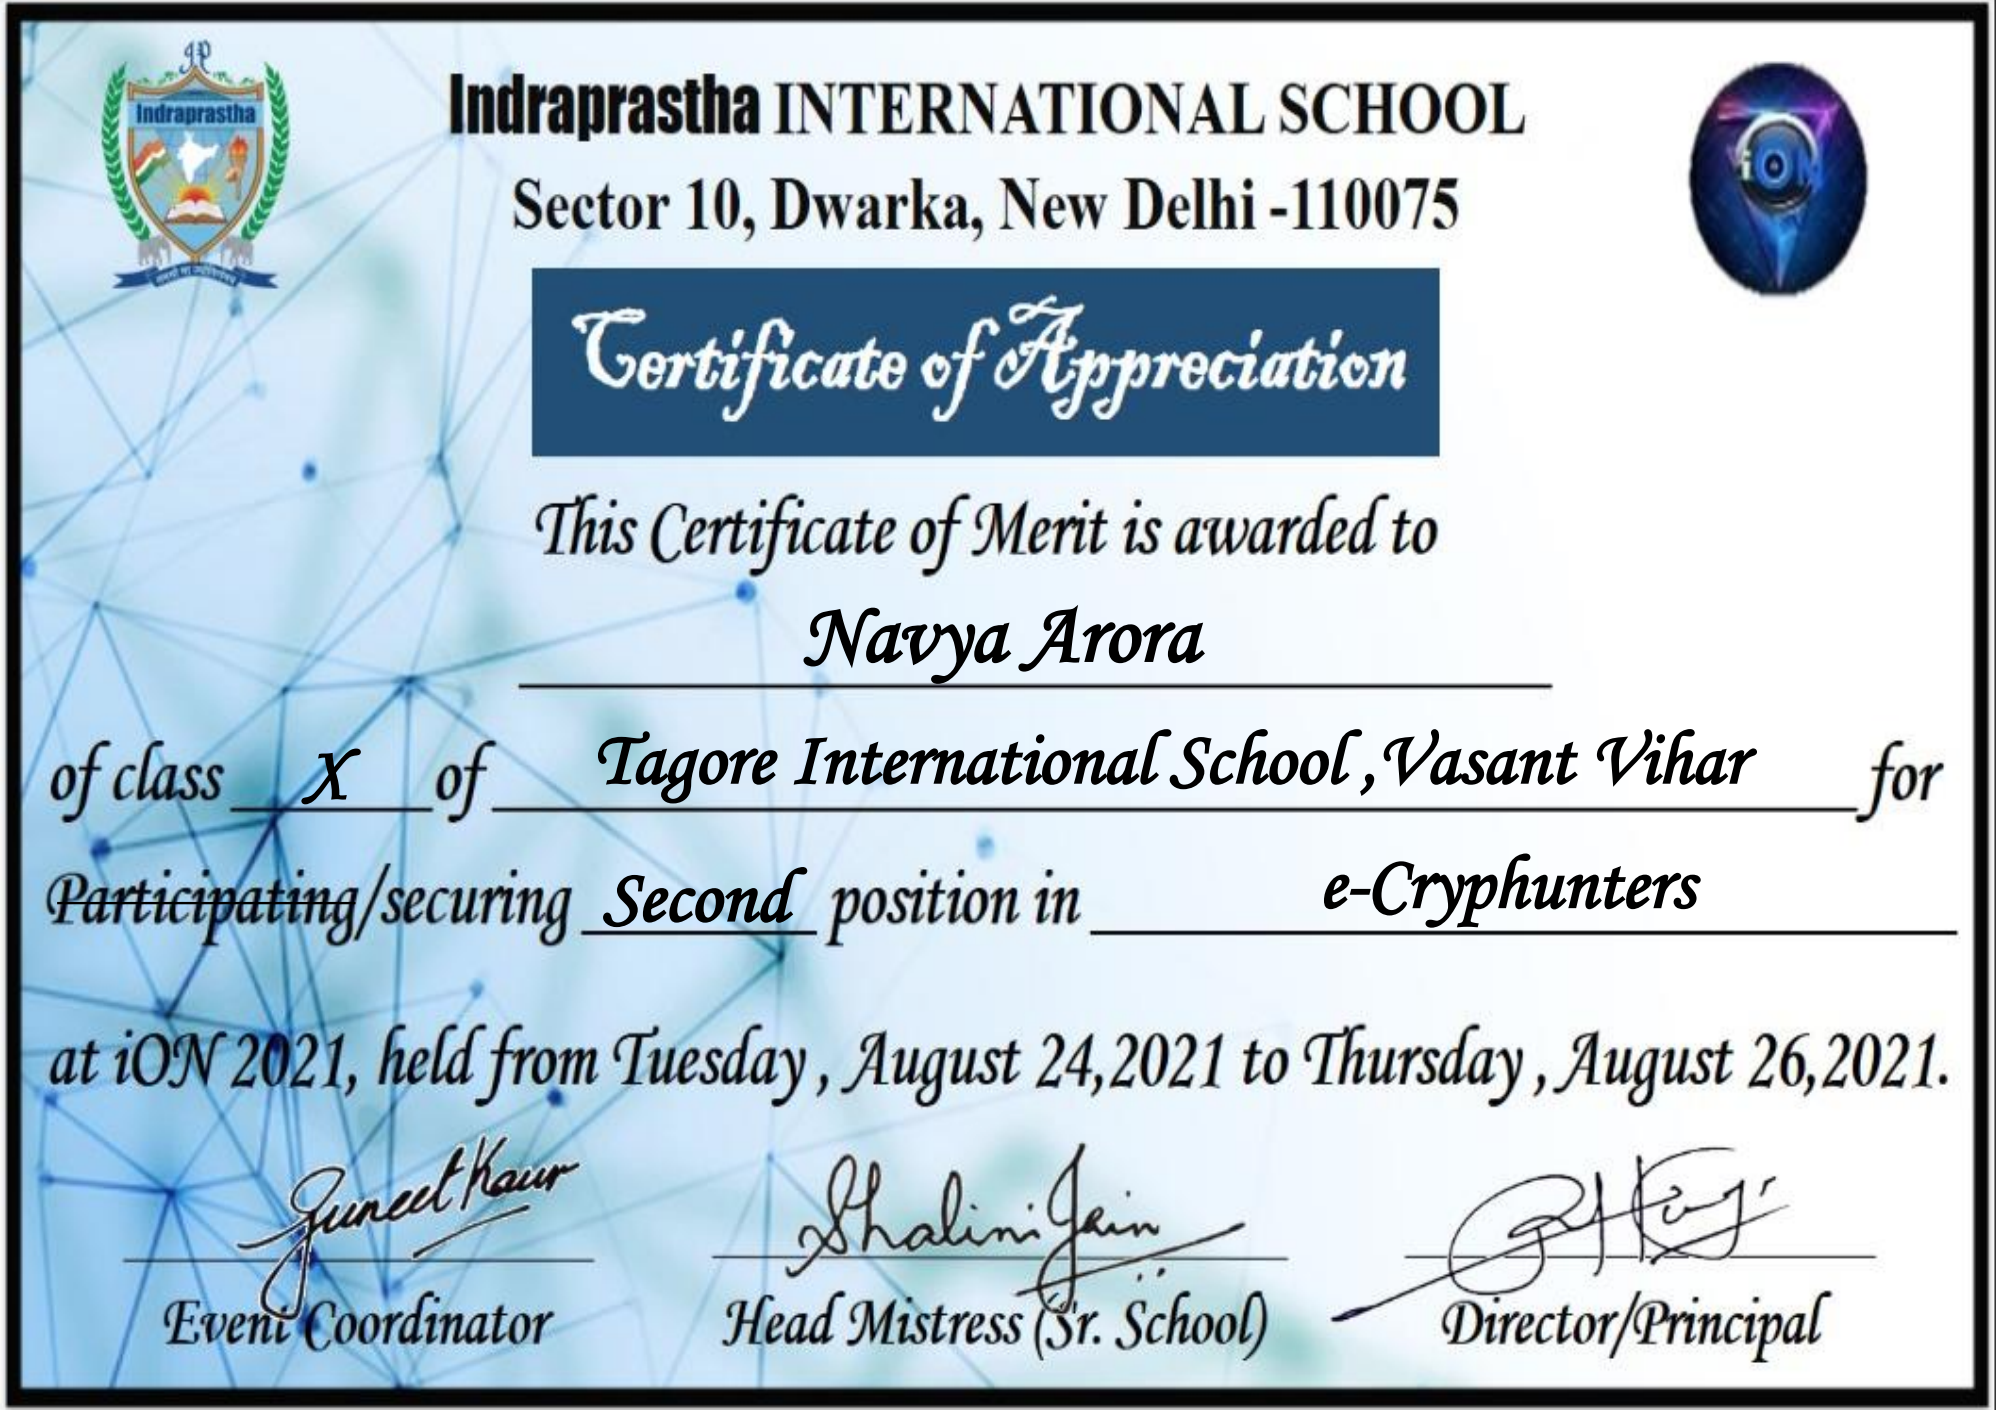 JP
Indraprastha
iON
Indraprastha INTERNATIONAL SCHOOL
Sector 10, Dwarka, New Delhi -110075
Certificate of Appreciation
This Certificate of Merit is awarded to
Navya Arora
of class X of Tagore International School ,Vasant Vihar for
Participating/securing Second position in e-Cryphunters
at iON 2021, held from Tuesday , August 24,2021 to Thursday , August 26,2021.
Guneet Kaur Shalini Jain
Event Coordinator Head Mistress (Sr. School) Director/Principal